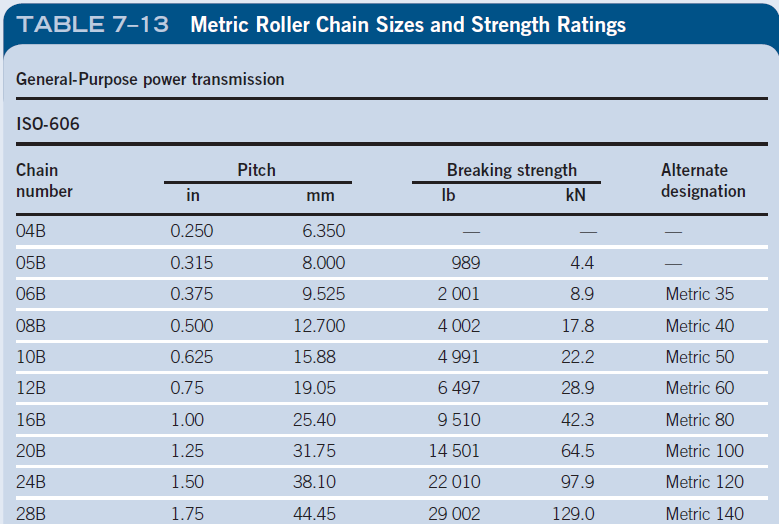 TABLE 7–13 Metric Roller Chain Sizes and Strength Ratings
General-Purpose power transmission
ISO-606
Chain number Pitch Breaking strength Alternate designation
in mm lb kN
04B 0.250 6.350 — — —
05B 0.315 8.000 989 4.4 —
06B 0.375 9.525 2 001 8.9 Metric 35
08B 0.500 12.700 4 002 17.8 Metric 40
10B 0.625 15.88 4 991 22.2 Metric 50
12B 0.75 19.05 6 497 28.9 Metric 60
16B 1.00 25.40 9 510 42.3 Metric 80
20B 1.25 31.75 14 501 64.5 Metric 100
24B 1.50 38.10 22 010 97.9 Metric 120
28B 1.75 44.45 29 002 129.0 Metric 140